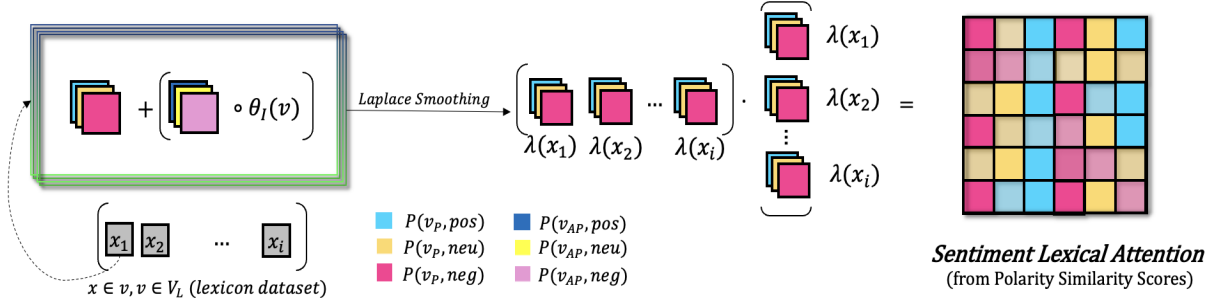 + ( ∘ θ_I(v) )
Laplace Smoothing
λ(x_1) λ(x_2) ... λ(x_i)
·
λ(x_1)
λ(x_2)
⋮
λ(x_i)
=
x_1 x_2 ... x_i
x ∈ v, v ∈ V_L (lexicon dataset)
P(v_P, pos) P(v_AP, pos)
P(v_P, neu) P(v_AP, neu)
P(v_P, neg) P(v_AP, neg)
Sentiment Lexical Attention
(from Polarity Similarity Scores)